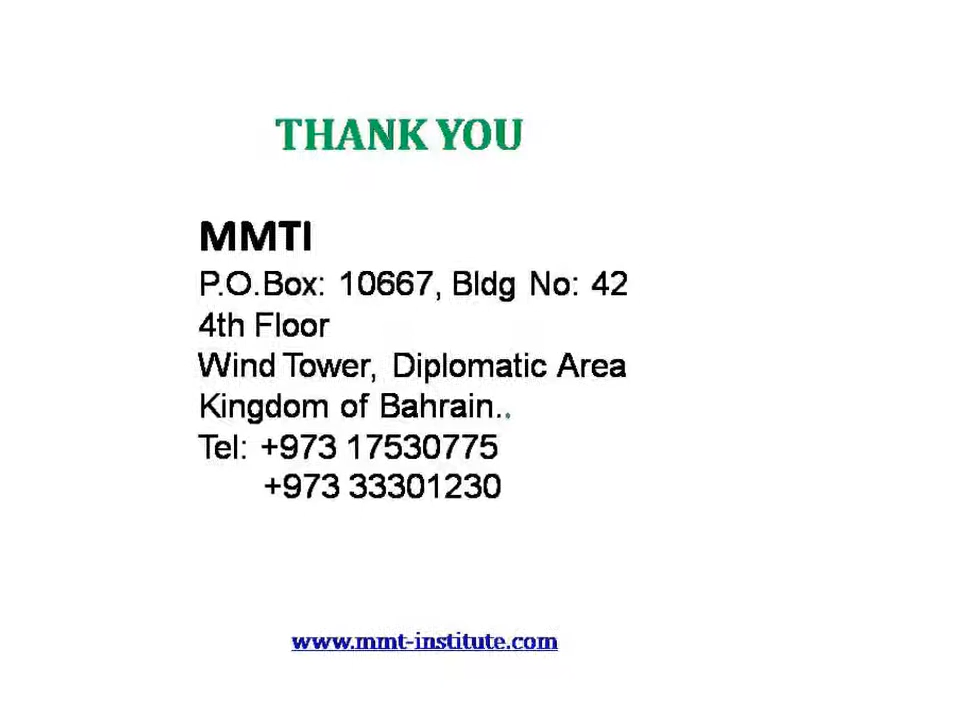 THANK YOU
MMTI
P.O.Box: 10667, Bldg No: 42
4th Floor
Wind Tower, Diplomatic Area
Kingdom of Bahrain..
Tel: +973 17530775
+973 33301230
www.mmt-institute.com